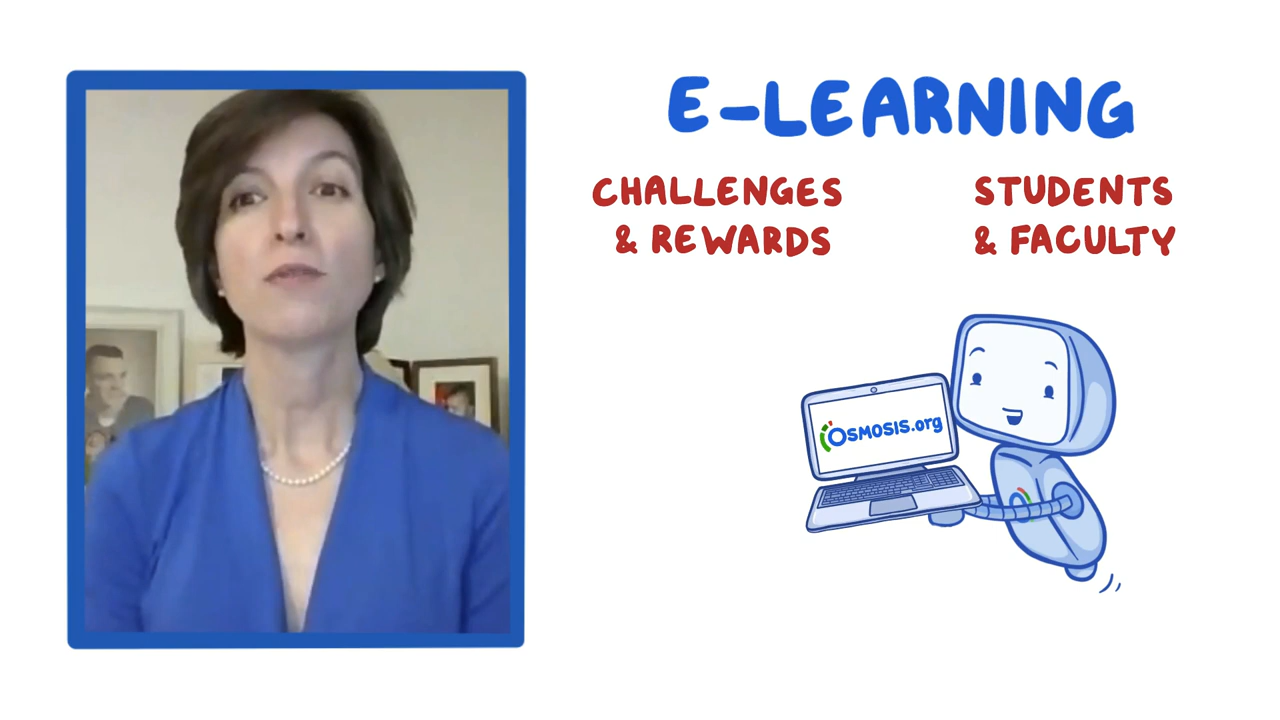 E-LEARNING
CHALLENGES
& REWARDS
STUDENTS
& FACULTY
OSMOSIS.org